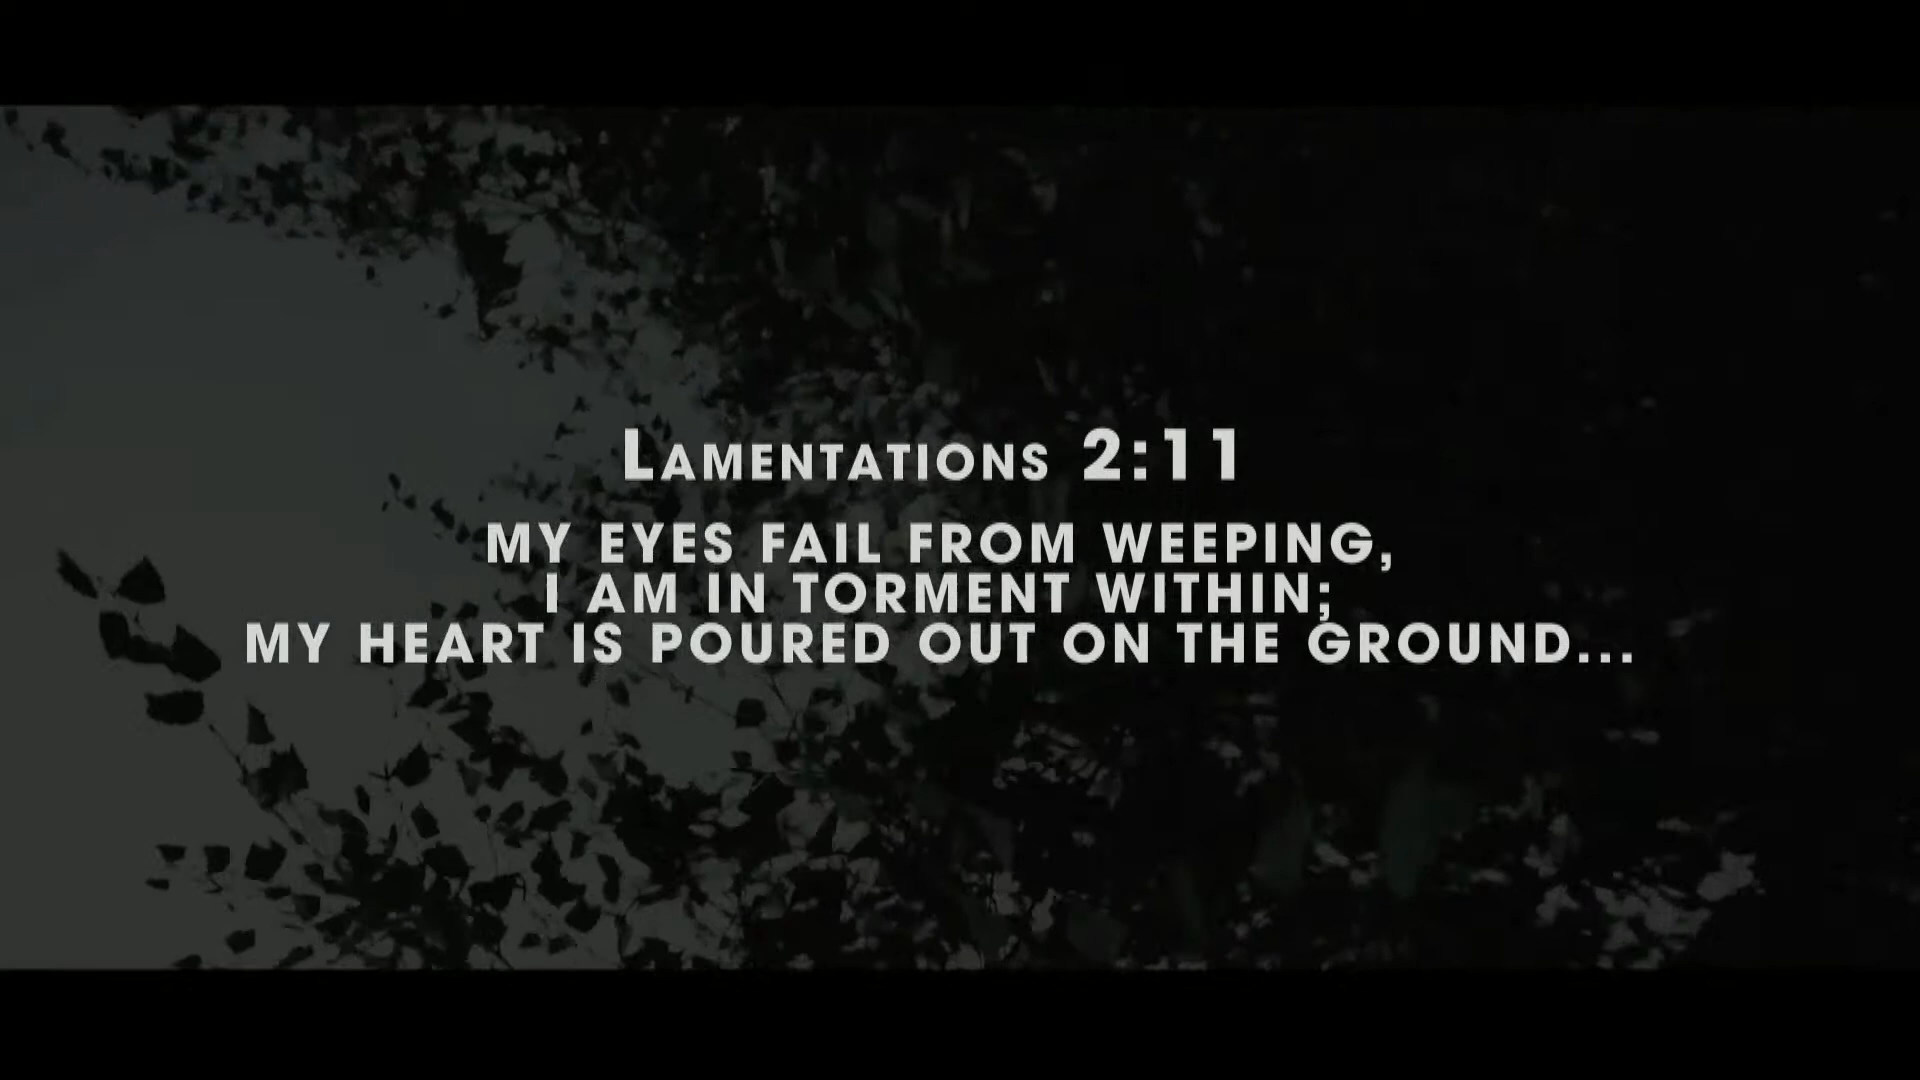 LAMENTATIONS 2:11
MY EYES FAIL FROM WEEPING,
I AM IN TORMENT WITHIN;
MY HEART IS POURED OUT ON THE GROUND...